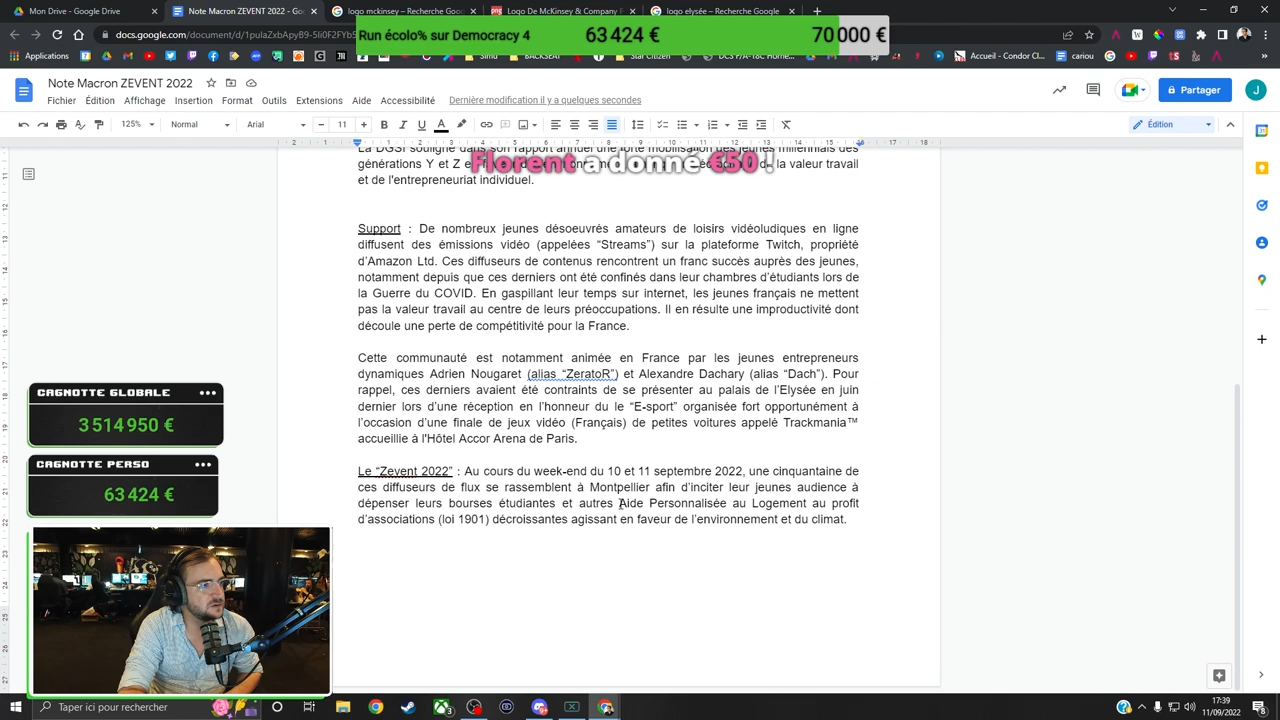 Mon Drive
Note Macron
logo mckinsey – Recherche G
Png
McKinsey & Compan
logo elysée – Recherche G
docs.google.com/document/d/1pulaZxbApyB9-5Ii0F2FYb5
Run écolo% sur Democracy 4
63 424 €
70 000 €
Applications
Accueil - Condor Cl...
cariou
Note Macron ZEVENT 2022
Fichier Édition Affichage Insertion Format Outils Extensions Aide Accessibilité
Dernière modification il y a quelques secondes
Partager
J
125% Normal Arial 11
Édition
Florent a donné €50 !
et de l'entrepreneuriat individuel.
Support : De nombreux jeunes désoeuvrés amateurs de loisirs vidéoludiques en ligne
diffusent des émissions vidéo (appelées “Streams”) sur la plateforme Twitch, propriété
d’Amazon Ltd. Ces diffuseurs de contenus rencontrent un franc succès auprès des jeunes,
notamment depuis que ces derniers ont été confinés dans leur chambres d’étudiants lors de
la Guerre du COVID. En gaspillant leur temps sur internet, les jeunes français ne mettent
pas la valeur travail au centre de leurs préoccupations. Il en résulte une improductivité dont
découle une perte de compétitivité pour la France.
Cette communauté est notamment animée en France par les jeunes entrepreneurs
dynamiques Adrien Nougaret (alias “ZeratoR”) et Alexandre Dachary (alias “Dach”). Pour
rappel, ces derniers avaient été contraints de se présenter au palais de l’Elysée en juin
dernier lors d’une réception en l’honneur du le “E-sport” organisée fort opportunément à
l’occasion d’une finale de jeux vidéo (Français) de petites voitures appelé Trackmania™
accueillie à l'Hôtel Accor Arena de Paris.
Le “Zevent 2022” : Au cours du week-end du 10 et 11 septembre 2022, une cinquantaine de
ces diffuseurs de flux se rassemblent à Montpellier afin d’inciter leur jeunes audience à
dépenser leurs bourses étudiantes et autres Aide Personnalisée au Logement au profit
d’associations (loi 1901) décroissantes agissant en faveur de l’environnement et du climat.
CAGNOTTE GLOBALE
3 514 950 €
CAGNOTTE PERSO
63 424 €
Taper ici pour rechercher
17:39
11/09/2022